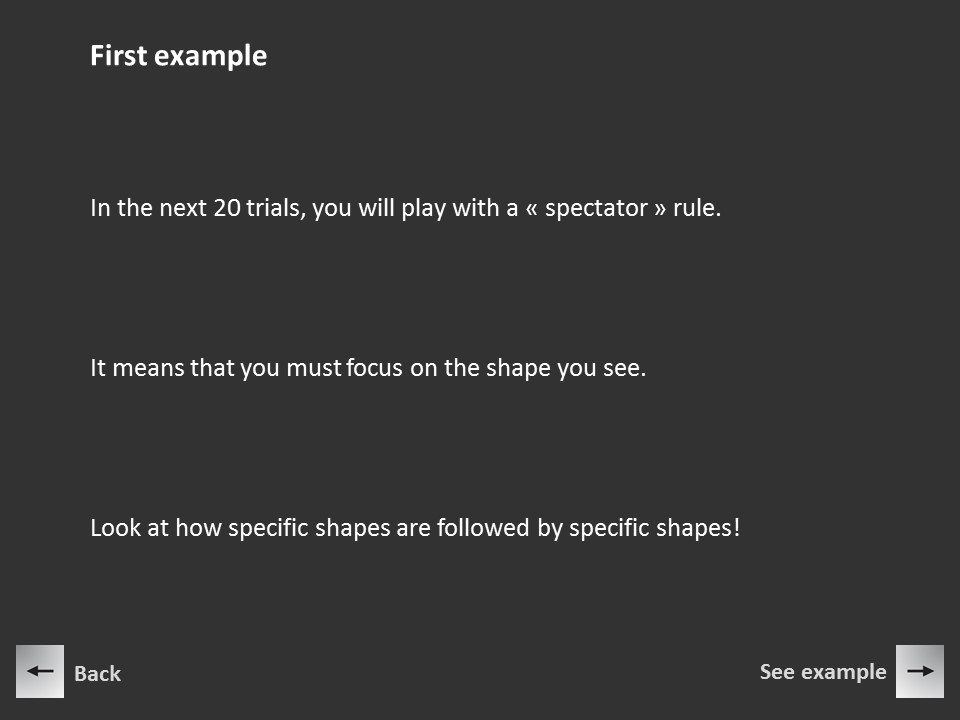 First example
In the next 20 trials, you will play with a « spectator » rule.
It means that you must focus on the shape you see.
Look at how specific shapes are followed by specific shapes!
Back
See example